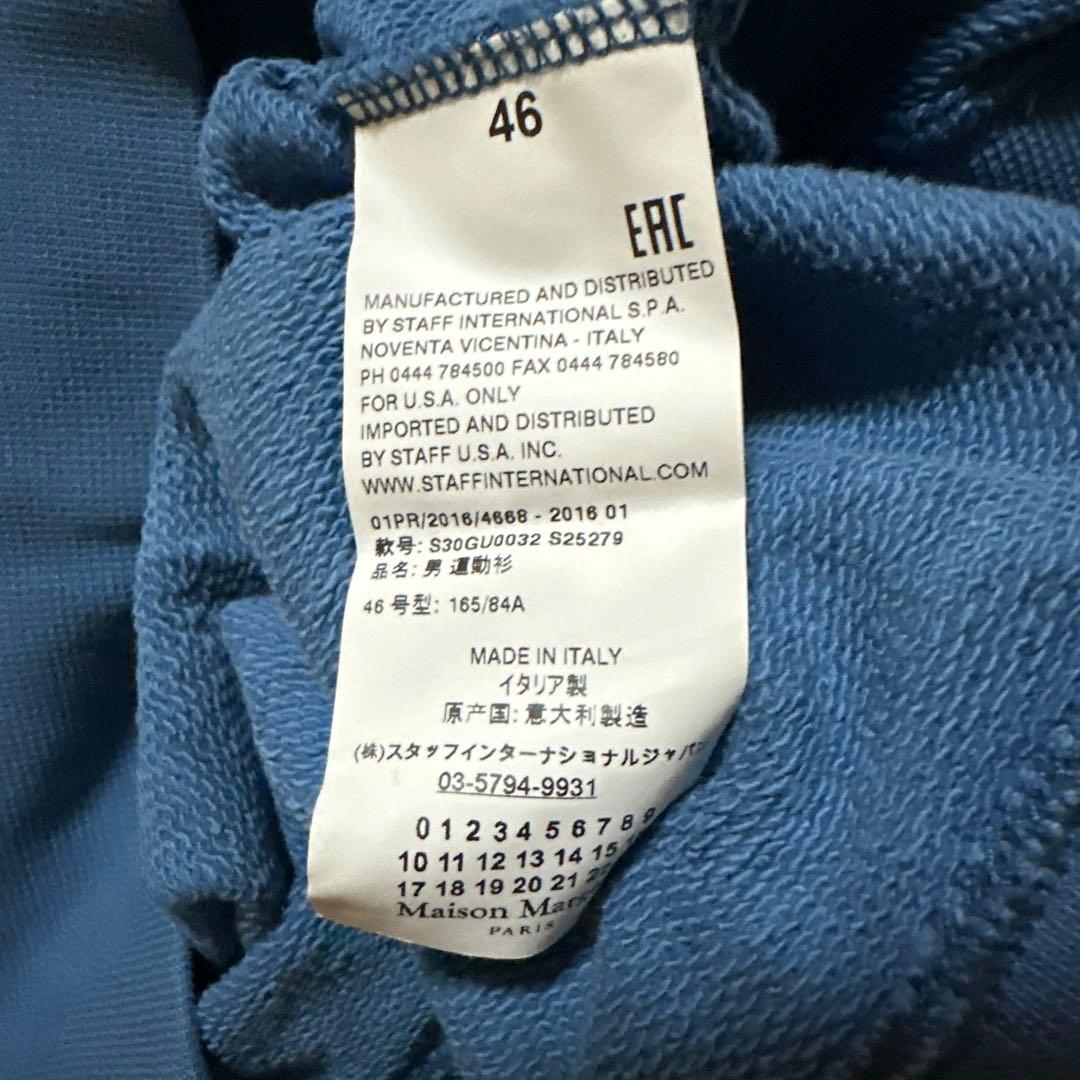 46
EAC
MANUFACTURED AND DISTRIBUTED
BY STAFF INTERNATIONAL S.P.A.
NOVENTA VICENTINA - ITALY
PH 0444 784500 FAX 0444 784580
FOR U.S.A. ONLY
IMPORTED AND DISTRIBUTED
BY STAFF U.S.A. INC.
WWW.STAFFINTERNATIONAL.COM
01PR/2016/4668 - 2016 01
款号: S30GU0032 S25279
品名: 男 運動衫
46 号型: 165/84A
MADE IN ITALY
イタリア製
原产国: 意大利製造
(株)スタッフインターナショナルジャパン
03-5794-9931
0 1 2 3 4 5 6 7 8 9
10 11 12 13 14 15
17 18 19 20 21
Maison
PARIS